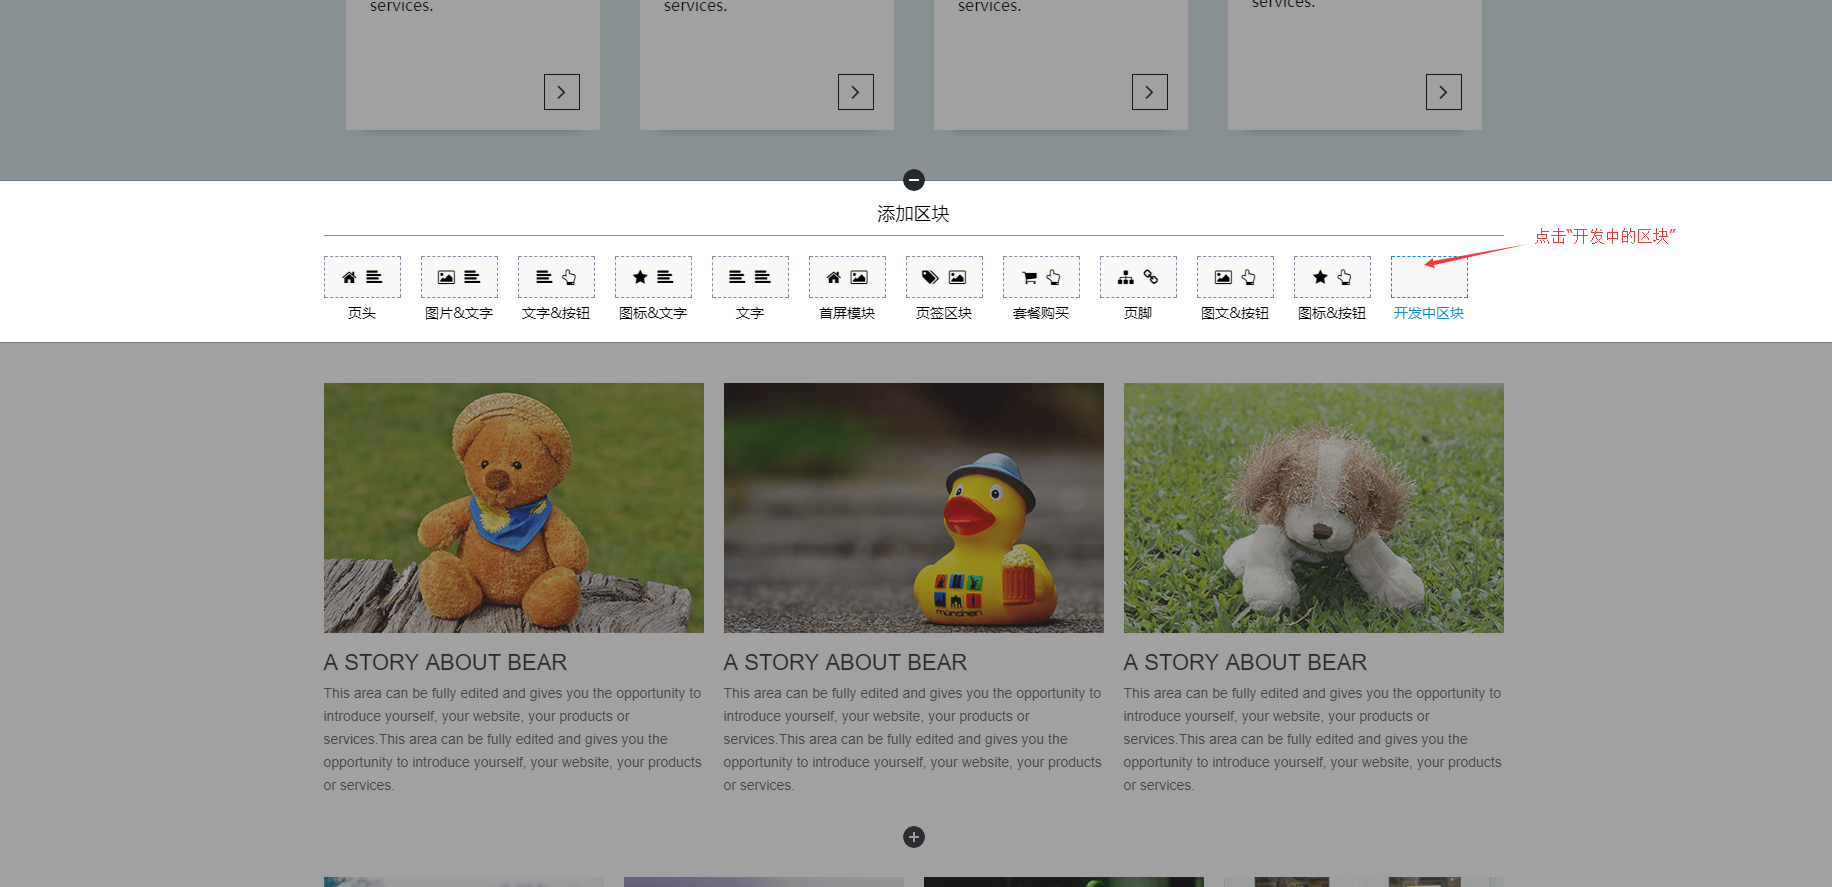 services.
services.
services.
services.
添加区块
点击“开发中的区块”
页头
图片&文字
文字&按钮
图标&文字
文字
首屏模块
页签区块
套餐购买
页脚
图文&按钮
图标&按钮
开发中区块
münchen
A STORY ABOUT BEAR
This area can be fully edited and gives you the opportunity to
introduce yourself, your website, your products or
services.This area can be fully edited and gives you the
opportunity to introduce yourself, your website, your products
or services.
A STORY ABOUT BEAR
This area can be fully edited and gives you the opportunity to
introduce yourself, your website, your products or
services.This area can be fully edited and gives you the
opportunity to introduce yourself, your website, your products
or services.
A STORY ABOUT BEAR
This area can be fully edited and gives you the opportunity to
introduce yourself, your website, your products or
services.This area can be fully edited and gives you the
opportunity to introduce yourself, your website, your products
or services.